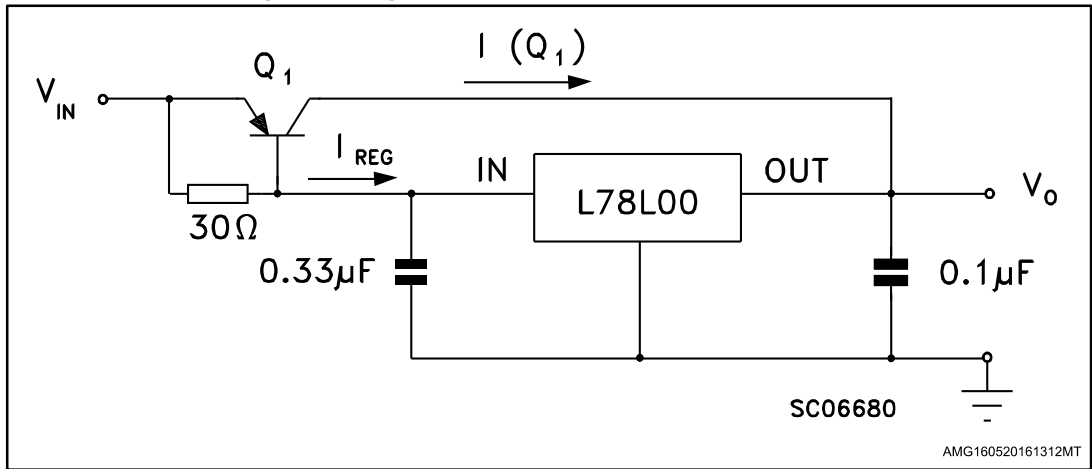 I (Q1)
Q1
VIN
IREG
IN
L78L00
OUT
VO
30Ω
0.33μF
0.1μF
SC06680
AMG160520161312MT